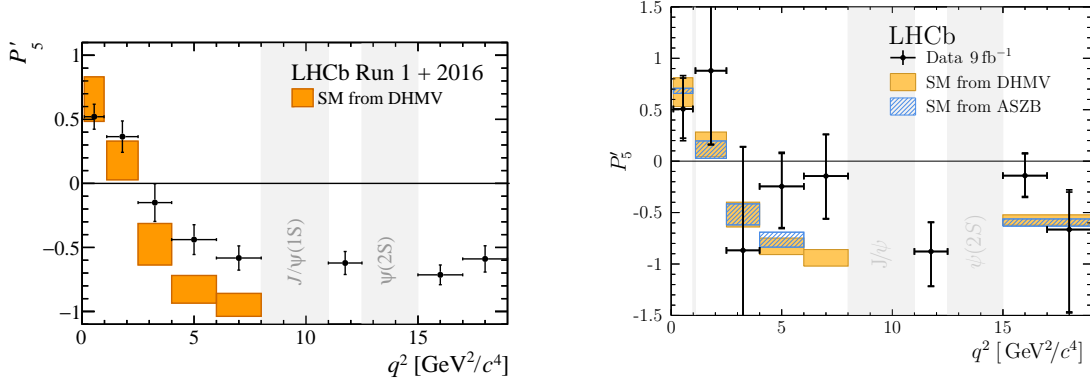 P′5
1
0.5
0
−0.5
−1
LHCb Run 1 + 2016
SM from DHMV
J/ψ(1S)
ψ(2S)
0
5
10
15
q² [GeV²/c⁴]
P′5
1.5
1
0.5
0
-0.5
-1
-1.5
LHCb
Data 9 fb⁻¹
SM from DHMV
SM from ASZB
J/ψ
ψ(2S)
0
5
10
15
q² [GeV²/c⁴]